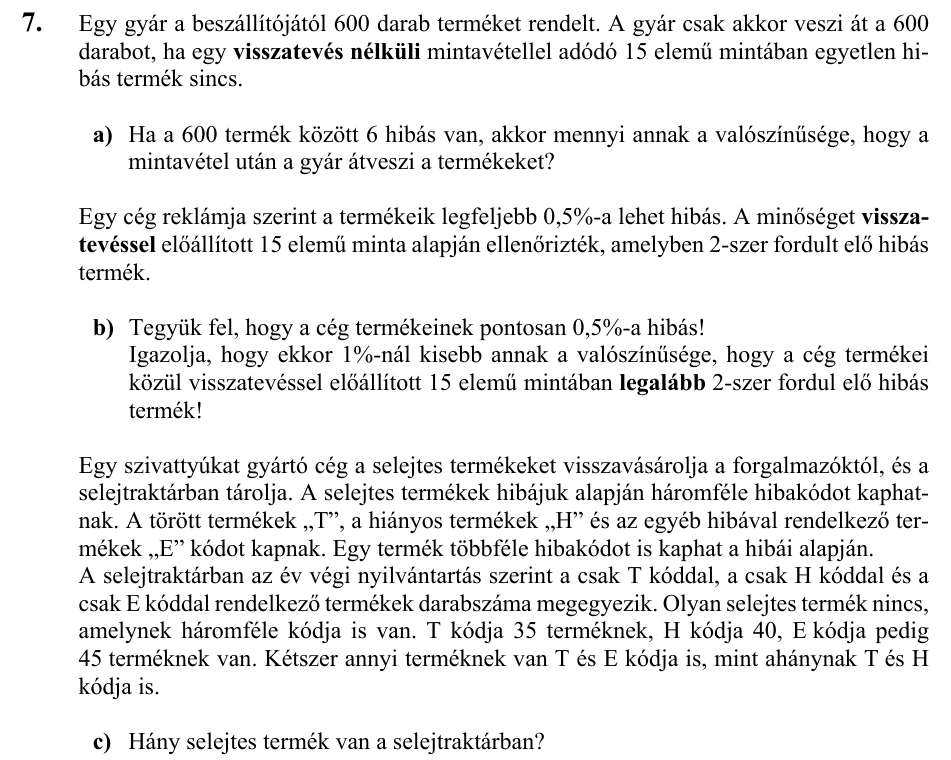 7. Egy gyár a beszállítójától 600 darab terméket rendelt. A gyár csak akkor veszi át a 600
darabot, ha egy visszatevés nélküli mintavétellel adódó 15 elemű mintában egyetlen hi-
bás termék sincs.
a) Ha a 600 termék között 6 hibás van, akkor mennyi annak a valószínűsége, hogy a
mintavétel után a gyár átveszi a termékeket?
Egy cég reklámja szerint a termékeik legfeljebb 0,5%-a lehet hibás. A minőséget vissza-
tevéssel előállított 15 elemű minta alapján ellenőrizték, amelyben 2-szer fordult elő hibás
termék.
b) Tegyük fel, hogy a cég termékeinek pontosan 0,5%-a hibás!
Igazolja, hogy ekkor 1%-nál kisebb annak a valószínűsége, hogy a cég termékei
közül visszatevéssel előállított 15 elemű mintában legalább 2-szer fordul elő hibás
termék!
Egy szivattyúkat gyártó cég a selejtes termékeket visszavásárolja a forgalmazóktól, és a
selejtraktárban tárolja. A selejtes termékek hibájuk alapján háromféle hibakódot kaphat-
nak. A törött termékek „T”, a hiányos termékek „H” és az egyéb hibával rendelkező ter-
mékek „E” kódot kapnak. Egy termék többféle hibakódot is kaphat a hibái alapján.
A selejtraktárban az év végi nyilvántartás szerint a csak T kóddal, a csak H kóddal és a
csak E kóddal rendelkező termékek darabszáma megegyezik. Olyan selejtes termék nincs,
amelynek háromféle kódja is van. T kódja 35 terméknek, H kódja 40, E kódja pedig
45 terméknek van. Kétszer annyi terméknek van T és E kódja is, mint ahánynak T és H
kódja is.
c) Hány selejtes termék van a selejtraktárban?